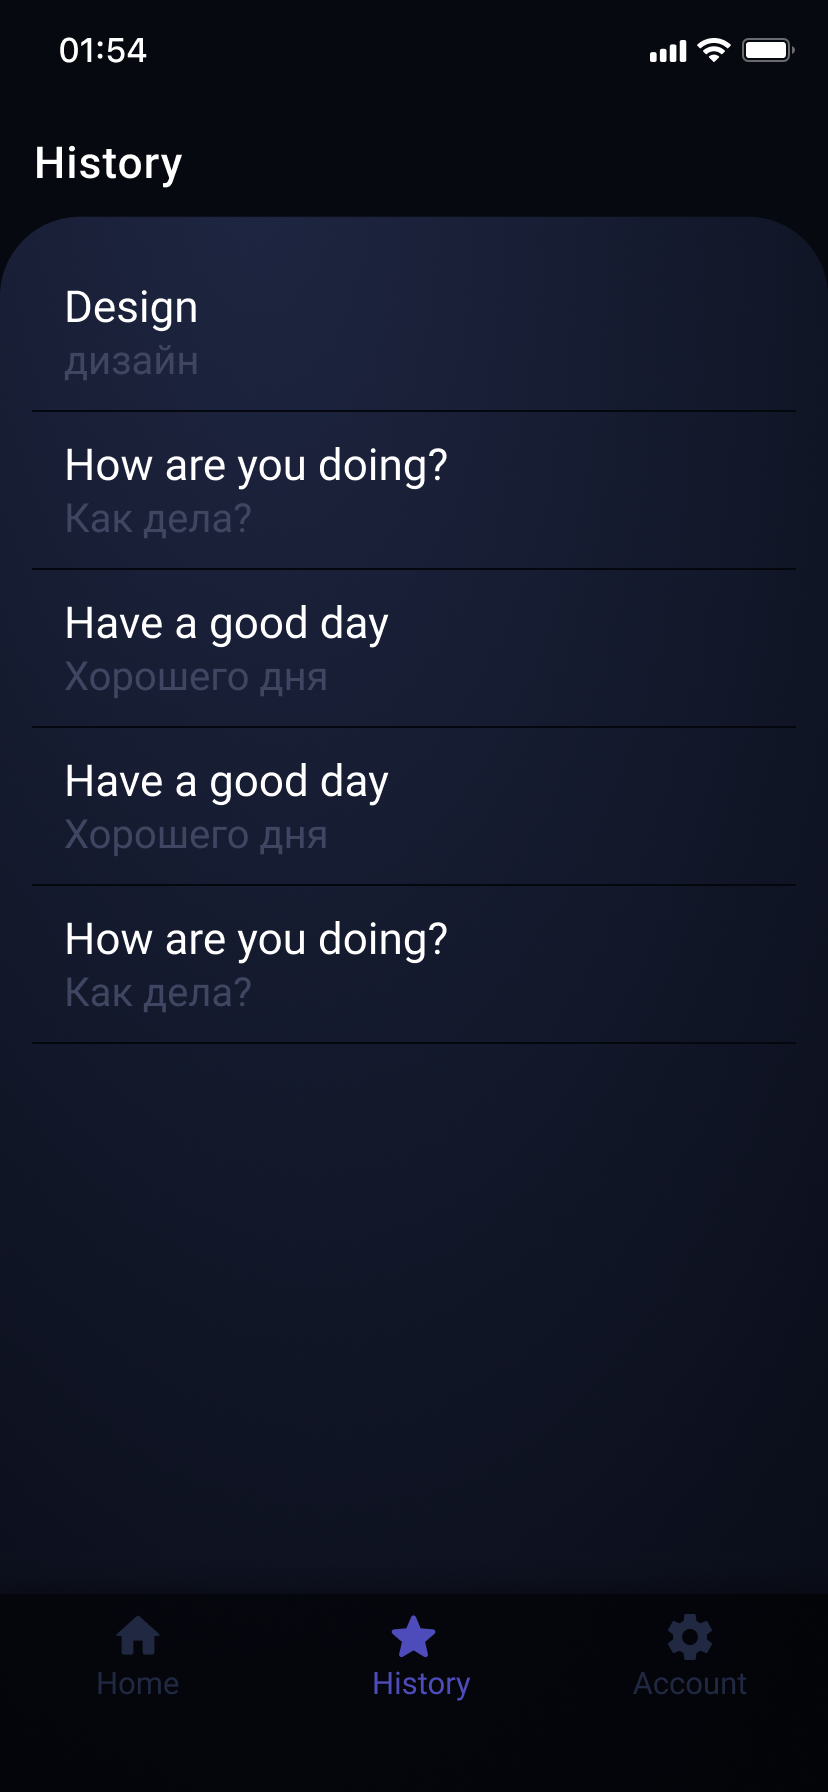 01:54
History
Design
дизайн
How are you doing?
Как дела?
Have a good day
Хорошего дня
Have a good day
Хорошего дня
How are you doing?
Как дела?
Home
History
Account